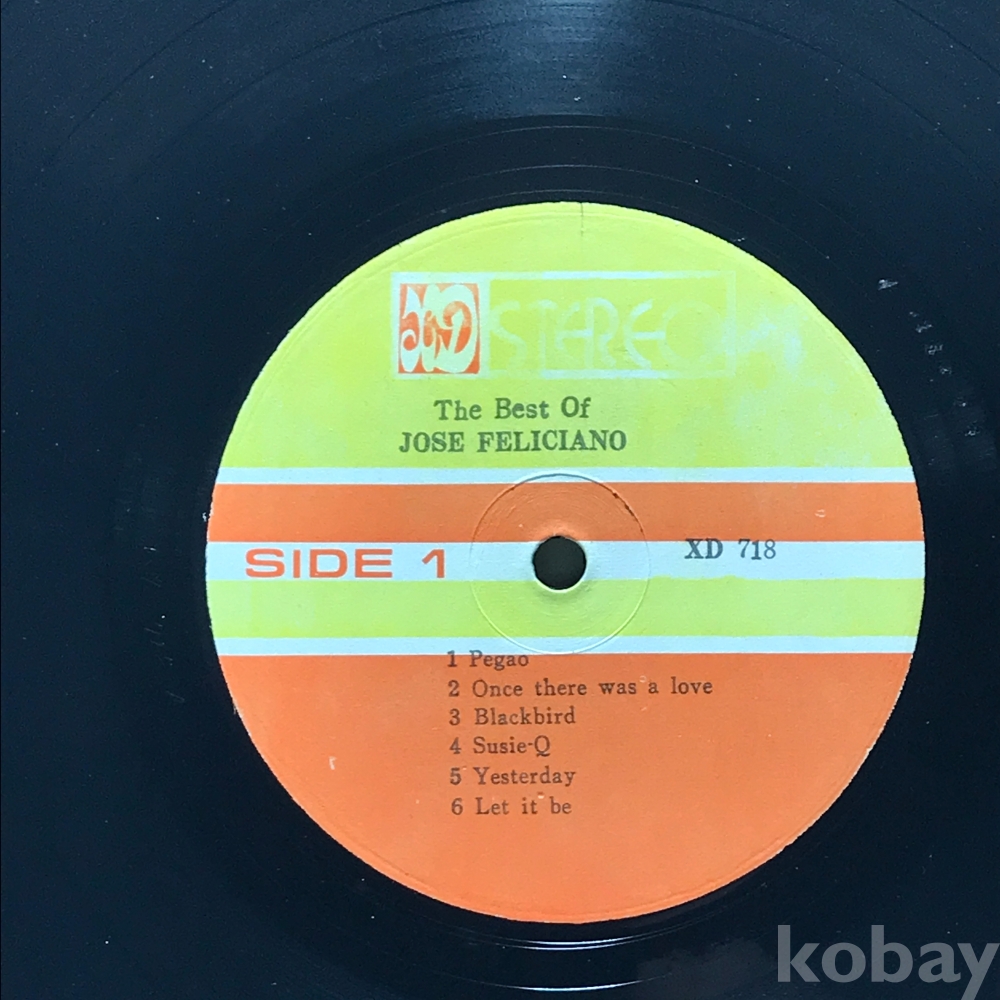 XD STEREO
The Best Of
JOSE FELICIANO
SIDE 1
XD 718
1 Pegao
2 Once there was a love
3 Blackbird
4 Susie-Q
5 Yesterday
6 Let it be
kobay